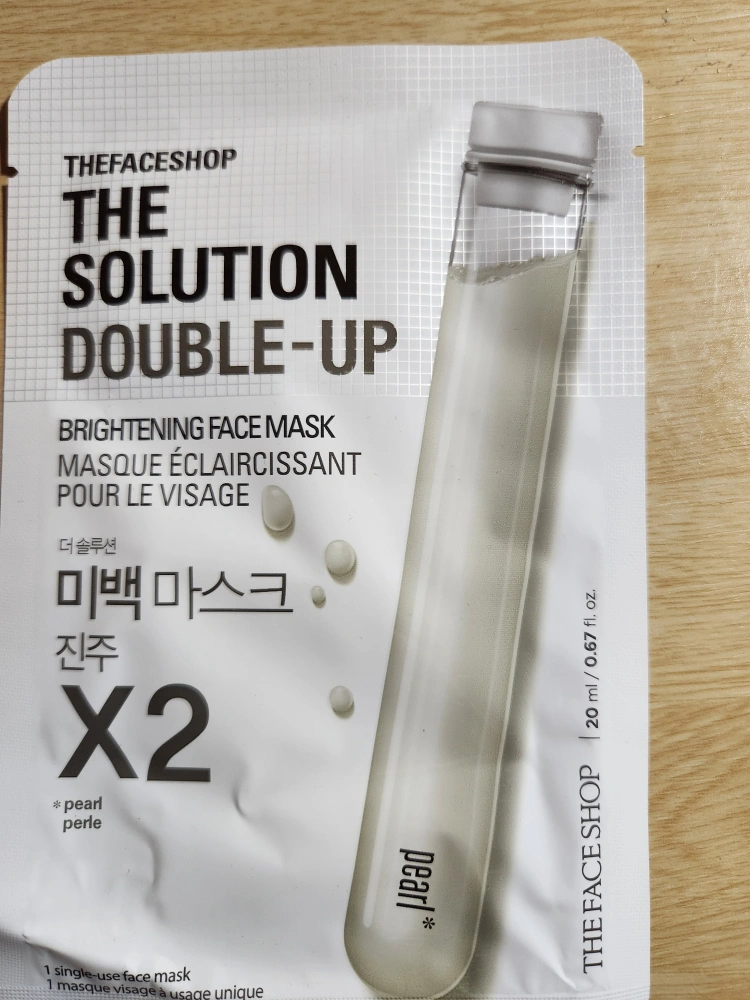 THEFACESHOP
THE
SOLUTION
DOUBLE-UP
BRIGHTENING FACE MASK
MASQUE ÉCLAIRCISSANT
POUR LE VISAGE
더 솔루션
미백 마스크
진주
X2
* pearl
perle
1 single-use face mask
1 masque visage à usage unique
pearl*
THE FACE SHOP | 20 ml / 0.67 fl. oz.